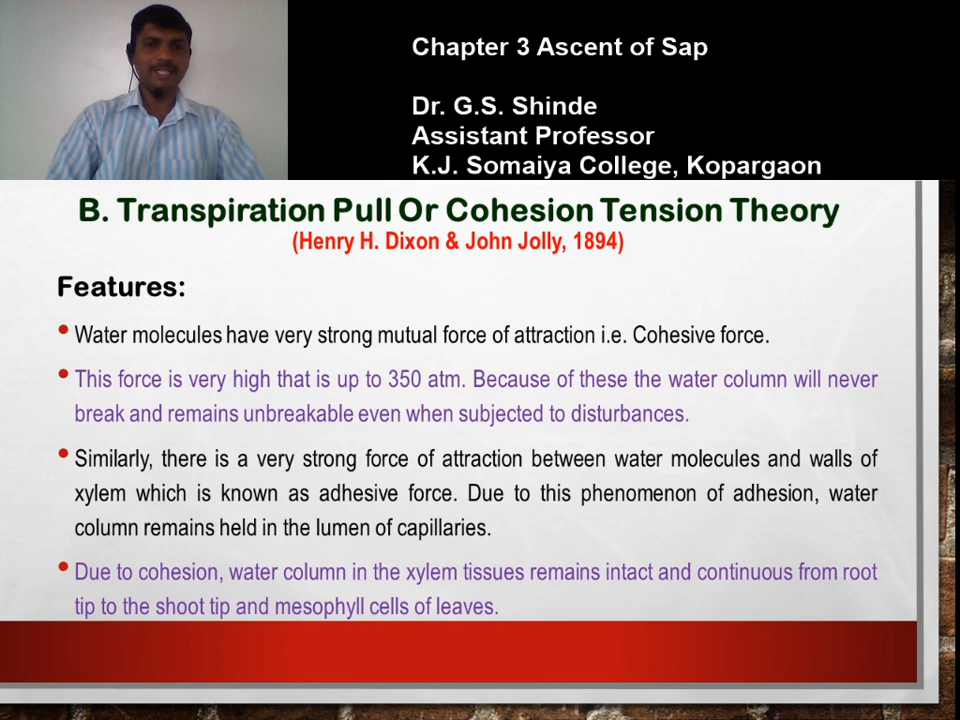 Chapter 3 Ascent of Sap
Dr. G.S. Shinde
Assistant Professor
K.J. Somaiya College, Kopargaon
B. Transpiration Pull Or Cohesion Tension Theory
(Henry H. Dixon & John Jolly, 1894)
Features:
• Water molecules have very strong mutual force of attraction i.e. Cohesive force.
• This force is very high that is up to 350 atm. Because of these the water column will never
break and remains unbreakable even when subjected to disturbances.
• Similarly, there is a very strong force of attraction between water molecules and walls of
xylem which is known as adhesive force. Due to this phenomenon of adhesion, water
column remains held in the lumen of capillaries.
• Due to cohesion, water column in the xylem tissues remains intact and continuous from root
tip to the shoot tip and mesophyll cells of leaves.